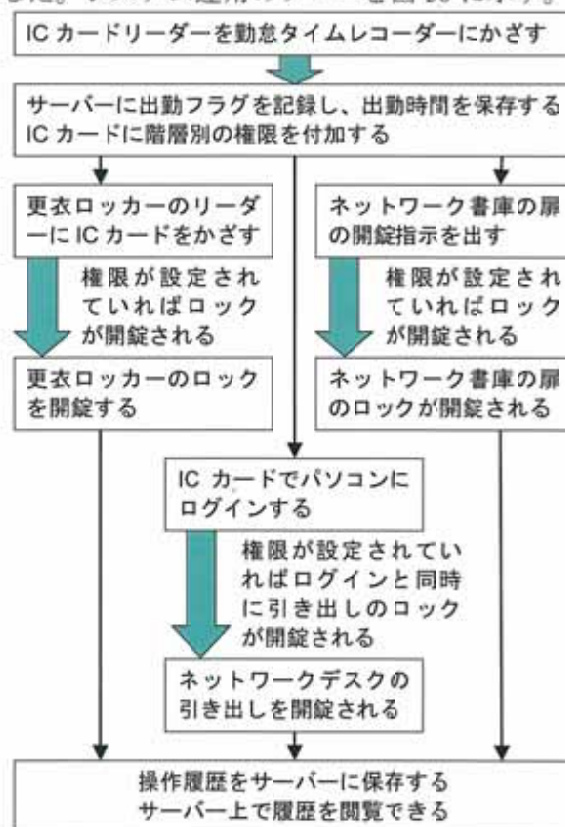 IC カードリーダーを勤怠タイムレコーダーにかざす
サーバーに出勤フラグを記録し、出勤時間を保存する
IC カードに階層別の権限を付加する
更衣ロッカーのリーダ
ーに IC カードをかざす
ネットワーク書庫の扉
の開錠指示を出す
権限が設定され
ていればロック
が開錠される
権限が設定され
ていればロック
が開錠される
更衣ロッカーのロック
を開錠する
ネットワーク書庫の扉
のロックが開錠される
IC カードでパソコンに
ログインする
権限が設定されてい
ればログインと同時
に引き出しのロック
が開錠される
ネットワークデスクの
引き出しを開錠される
操作履歴をサーバーに保存する
サーバー上で履歴を閲覧できる